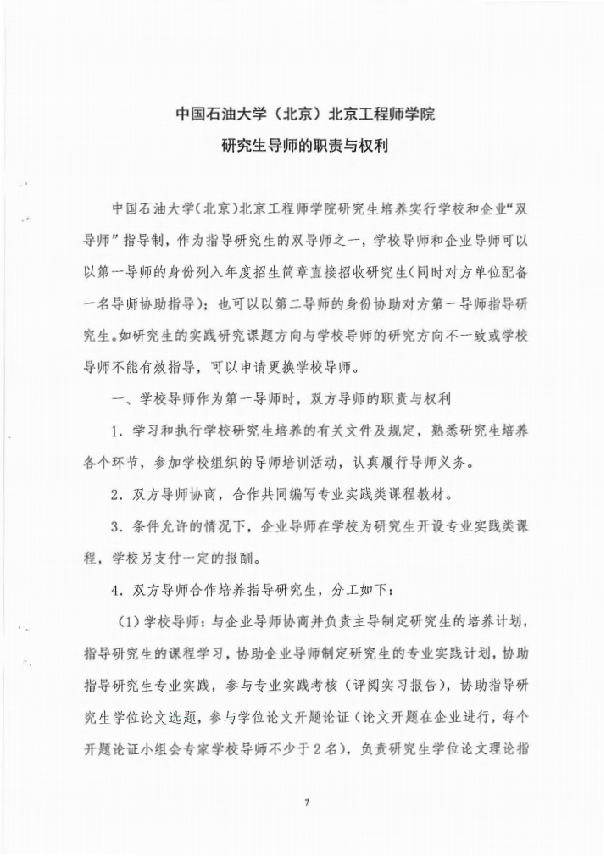 中国石油大学（北京）北京工程师学院
研究生导师的职责与权利
中国石油大学（北京）北京工程师学院研究生培养实行学校和企业“双
导师”指导制，作为指导研究生的双导师之一，学校导师和企业导师可以
以第一导师的身份列入年度招生简章直接招收研究生（同时对方单位配备
一名导师协助指导）；也可以以第二导师的身份协助对方第一导师指导研
究生。如研究生的实践研究课题方向与学校导师的研究方向不一致或学校
导师不能有效指导，可以申请更换学校导师。
一、学校导师作为第一导师时，双方导师的职责与权利
1．学习和执行学校研究生培养的有关文件及规定，熟悉研究生培养
各个环节，参加学校组织的导师培训活动，认真履行导师义务。
2．双方导师协商，合作共同编写专业实践类课程教材。
3．条件允许的情况下，企业导师在学校为研究生开设专业实践类课
程，学校另支付一定的报酬。
4．双方导师合作培养指导研究生，分工如下：
（1）学校导师：与企业导师协商并负责主导制定研究生的培养计划，
指导研究生的课程学习，协助企业导师制定研究生的专业实践计划，协助
指导研究生专业实践，参与专业实践考核（评阅实习报告），协助指导研
究生学位论文选题，参与学位论文开题论证（论文开题在企业进行，每个
开题论证小组会专家学校导师不少于2名），负责研究生学位论文理论指
7